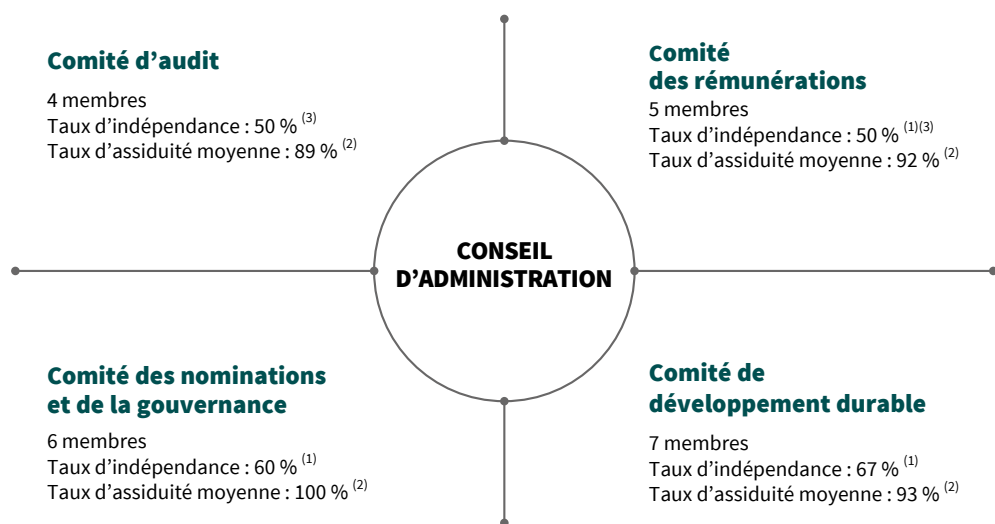 Comité d’audit
4 membres
Taux d’indépendance : 50 % (3)
Taux d’assiduité moyenne : 89 % (2)
Comité
des rémunérations
5 membres
Taux d’indépendance : 50 % (1)(3)
Taux d’assiduité moyenne : 92 % (2)
CONSEIL
D’ADMINISTRATION
Comité des nominations
et de la gouvernance
6 membres
Taux d’indépendance : 60 % (1)
Taux d’assiduité moyenne : 100 % (2)
Comité de
développement durable
7 membres
Taux d’indépendance : 67 % (1)
Taux d’assiduité moyenne : 93 % (2)